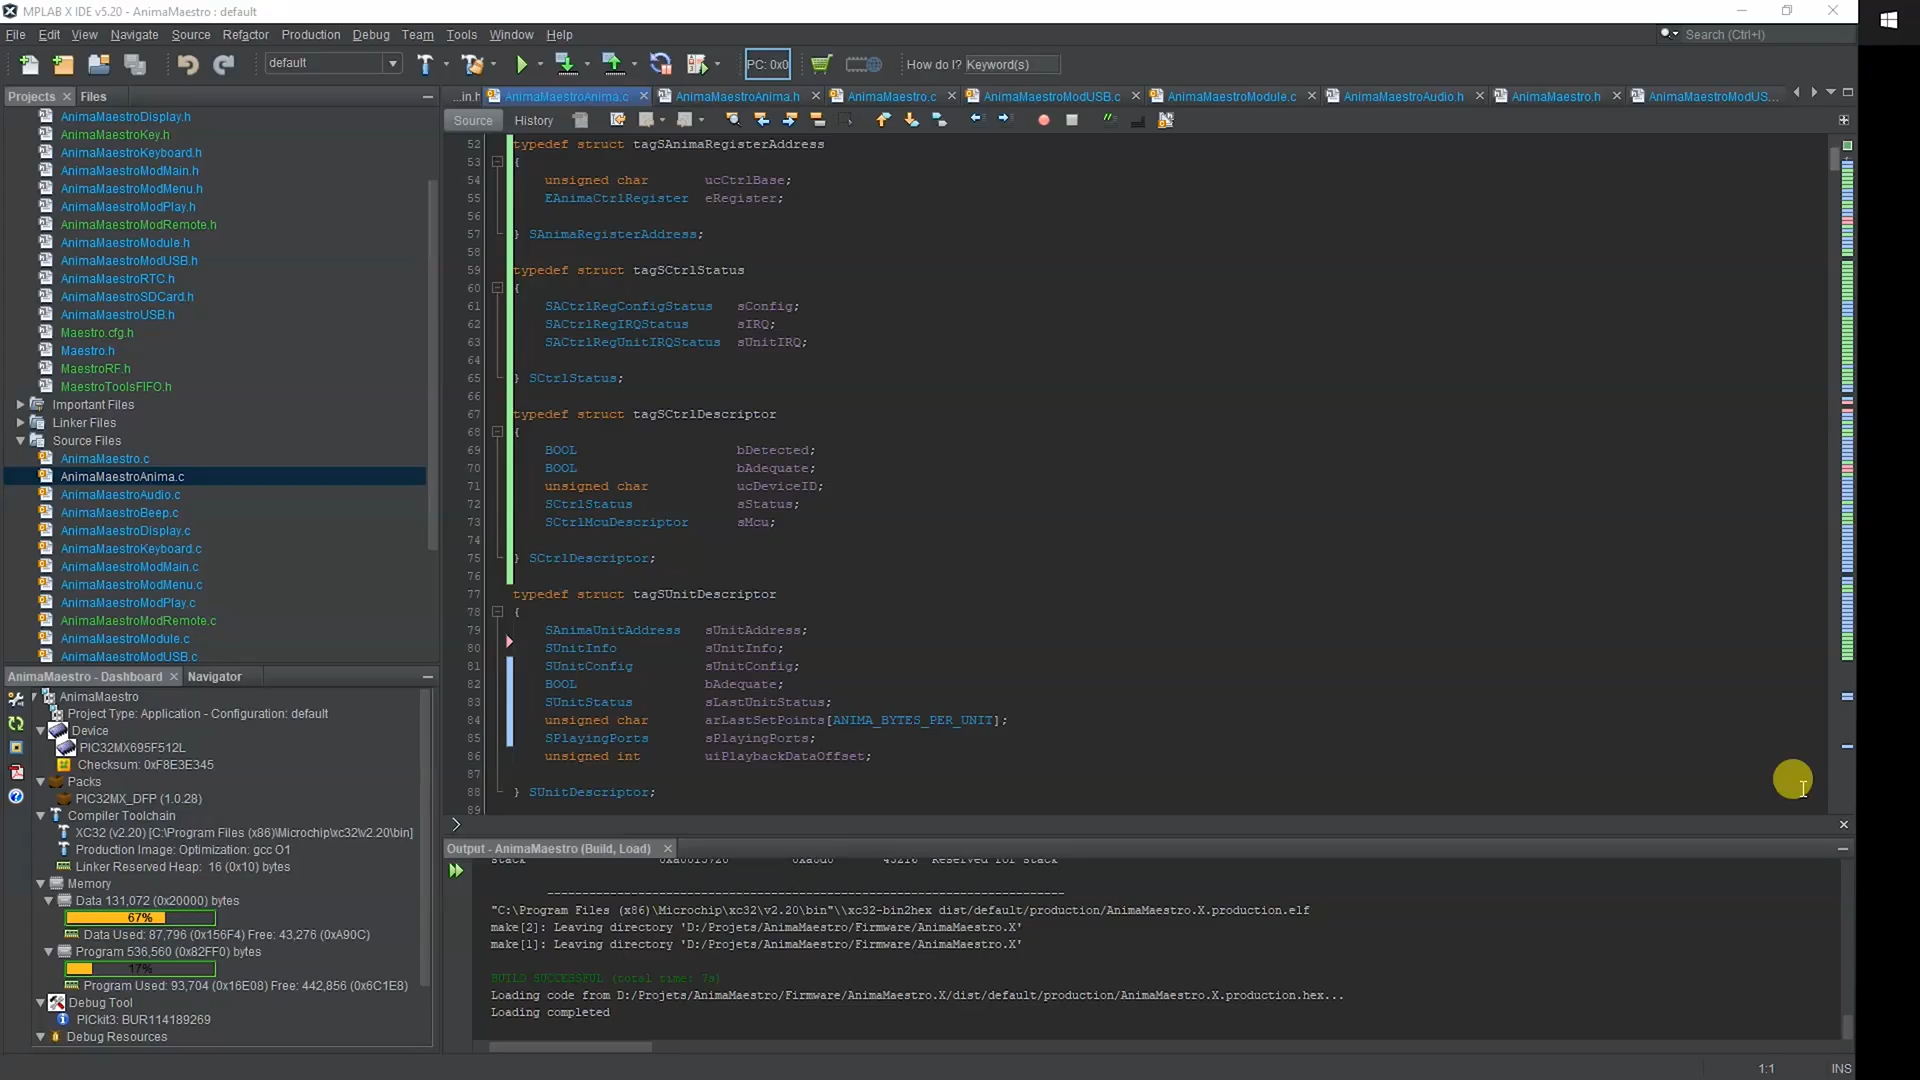 MPLAB X IDE v5.20 - AnimaMaestro : default
File Edit View Navigate Source Refactor Production Debug Team Tools Window Help
Search (Ctrl+I)
default
PC: 0x0
How do I? Keyword(s)
Projects
Files
AnimaMaestroDisplay.h
AnimaMaestroKey.h
AnimaMaestroKeyboard.h
AnimaMaestroModMain.h
AnimaMaestroModMenu.h
AnimaMaestroModPlay.h
AnimaMaestroModRemote.h
AnimaMaestroModule.h
AnimaMaestroModUSB.h
AnimaMaestroRTC.h
AnimaMaestroSDCard.h
AnimaMaestroUSB.h
Maestro.cfg.h
Maestro.h
MaestroRF.h
MaestroToolsFIFO.h
Important Files
Linker Files
Source Files
AnimaMaestro.c
AnimaMaestroAnima.c
AnimaMaestroAudio.c
AnimaMaestroBeep.c
AnimaMaestroDisplay.c
AnimaMaestroKeyboard.c
AnimaMaestroModMain.c
AnimaMaestroModMenu.c
AnimaMaestroModPlay.c
AnimaMaestroModRemote.c
AnimaMaestroModule.c
AnimaMaestroModUSB.c
AnimaMaestro - Dashboard
Navigator
AnimaMaestro
Project Type: Application - Configuration: default
Device
PIC32MX695F512L
Checksum: 0xF8E3E345
Packs
PIC32MX_DFP (1.0.28)
Compiler Toolchain
XC32 (v2.20) [C:\Program Files (x86)\Microchip\xc32\v2.20\bin]
Production Image: Optimization: gcc O1
Linker Reserved Heap: 16 (0x10) bytes
Memory
Data 131,072 (0x20000) bytes
67%
Data Used: 87,796 (0x156F4) Free: 43,276 (0xA90C)
Program 536,560 (0x82FF0) bytes
17%
Program Used: 93,704 (0x16E08) Free: 442,856 (0x6C1E8)
Debug Tool
PICkit3: BUR114189269
Debug Resources
...in.h AnimaMaestroAnima.c AnimaMaestroAnima.h AnimaMaestro.c AnimaMaestroModUSB.c AnimaMaestroModule.c AnimaMaestroAudio.h AnimaMaestro.h AnimaMaestroModUS...
Source History
52 typedef struct tagSAnimaRegisterAddress
53 {
54 unsigned char ucCtrlBase;
55 EAnimaCtrlRegister eRegister;
56
57 } SAnimaRegisterAddress;
58
59 typedef struct tagSCtrlStatus
60 {
61 SACtrlRegConfigStatus sConfig;
62 SACtrlRegIRQStatus sIRQ;
63 SACtrlRegUnitIRQStatus sUnitIRQ;
64
65 } SCtrlStatus;
66
67 typedef struct tagSCtrlDescriptor
68 {
69 BOOL bDetected;
70 BOOL bAdequate;
71 unsigned char ucDeviceID;
72 SCtrlStatus sStatus;
73 SCtrlMcuDescriptor sMcu;
74
75 } SCtrlDescriptor;
76
77 typedef struct tagSUnitDescriptor
78 {
79 SAnimaUnitAddress sUnitAddress;
80 SUnitInfo sUnitInfo;
81 SUnitConfig sUnitConfig;
82 BOOL bAdequate;
83 SUnitStatus sLastUnitStatus;
84 unsigned char arLastSetPoints[ANIMA_BYTES_PER_UNIT];
85 SPlayingPorts sPlayingPorts;
86 unsigned int uiPlaybackDataOffset;
87
88 } SUnitDescriptor;
89
Output - AnimaMaestro (Build, Load)
stack 43216 Reserved for stack
--------------------------------------------------------------------------
"C:\Program Files (x86)\Microchip\xc32\v2.20\bin"\\xc32-bin2hex dist/default/production/AnimaMaestro.X.production.elf
make[2]: Leaving directory 'D:/Projets/AnimaMaestro/Firmware/AnimaMaestro.X'
make[1]: Leaving directory 'D:/Projets/AnimaMaestro/Firmware/AnimaMaestro.X'
BUILD SUCCESSFUL (total time: 7s)
Loading code from D:/Projets/AnimaMaestro/Firmware/AnimaMaestro.X/dist/default/production/AnimaMaestro.X.production.hex...
Loading completed
1:1 INS